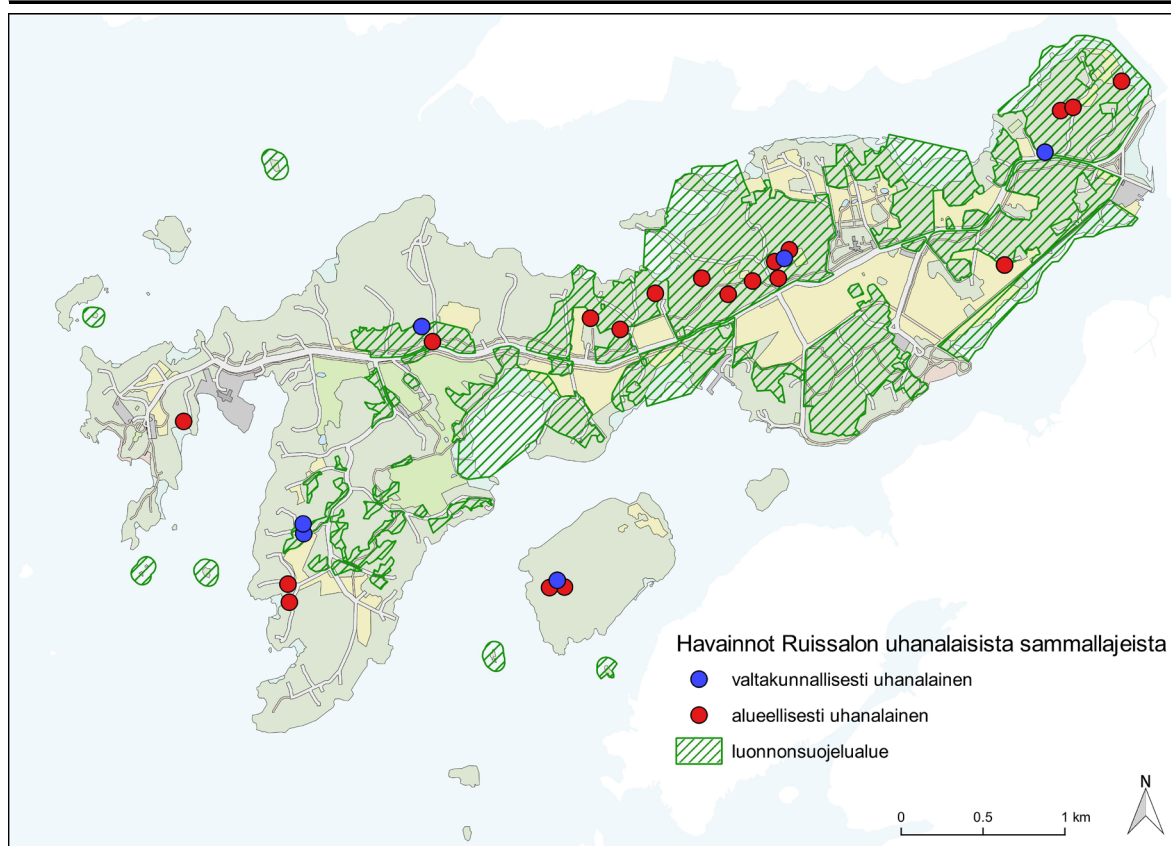 Havainnot Ruissalon uhanalaisista sammallajeista
valtakunnallisesti uhanalainen
alueellisesti uhanalainen
luonnonsuojelualue
N
0 0.5 1 km